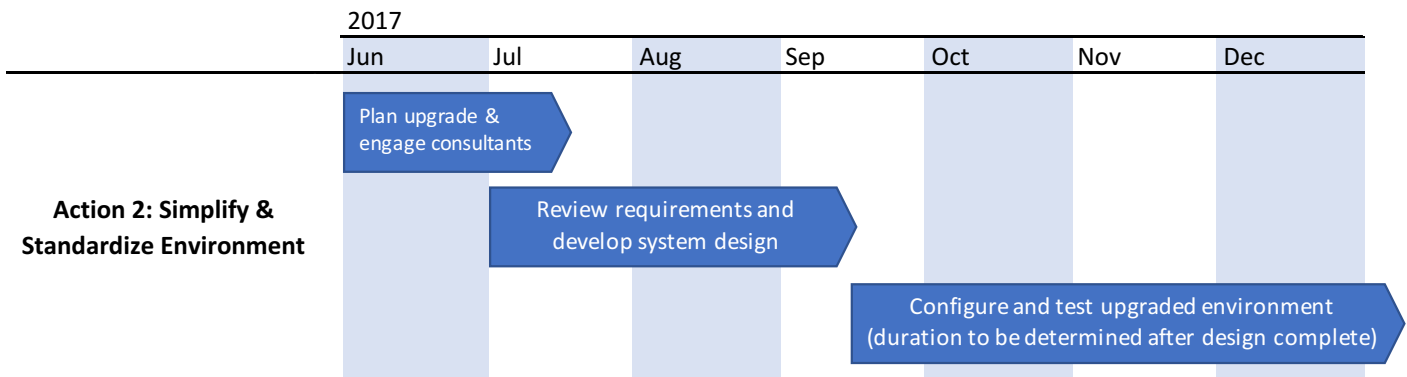 2017
Jun Jul Aug Sep Oct Nov Dec
Plan upgrade &
engage consultants
Action 2: Simplify &
Standardize Environment
Review requirements and
develop system design
Configure and test upgraded environment
(duration to be determined after design complete)